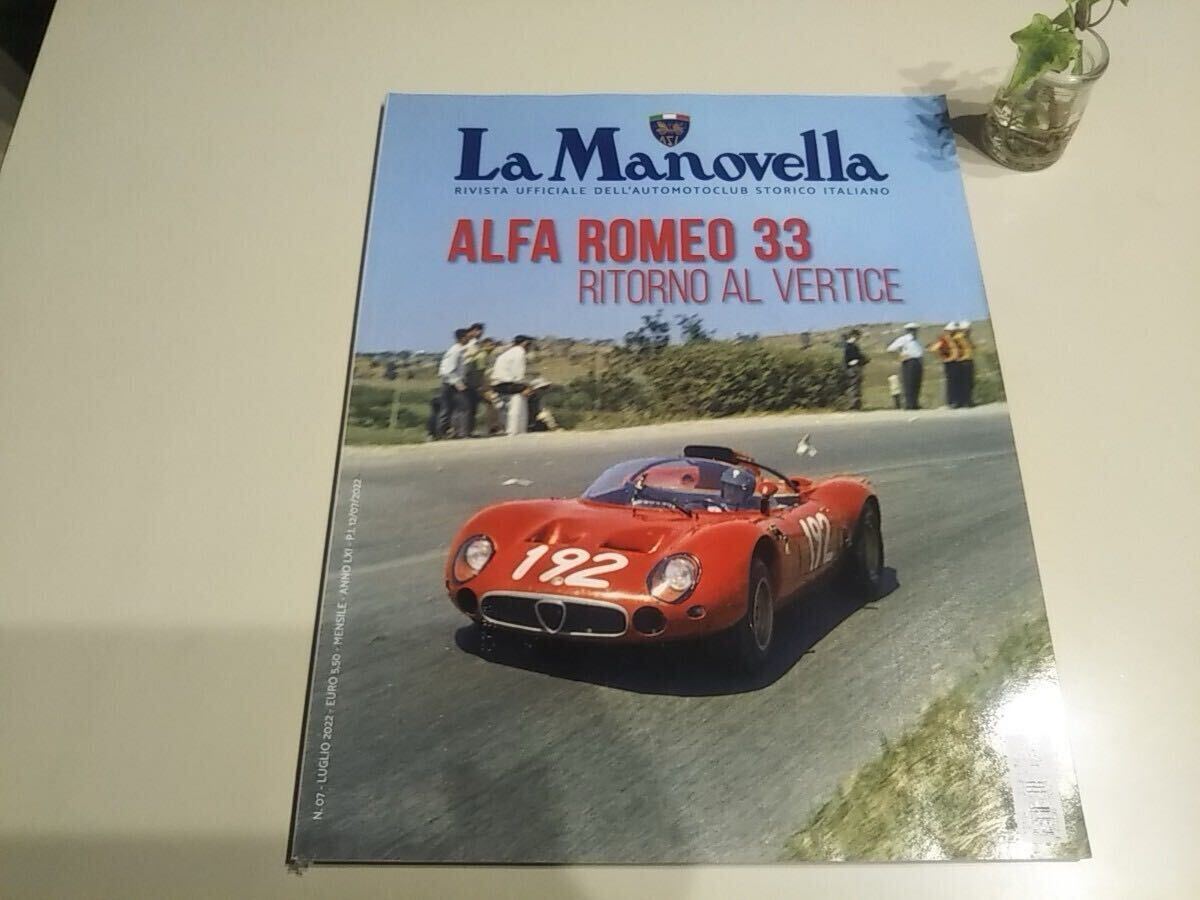 ASI
La Manovella
RIVISTA UFFICIALE DELL'AUTOMOTOCLUB STORICO ITALIANO
ALFA ROMEO 33
RITORNO AL VERTICE
192
192
N. 07 - LUGLIO 2022 - EURO 5,50 - MENSILE - ANNO LXI - P.I. 12/07/2022